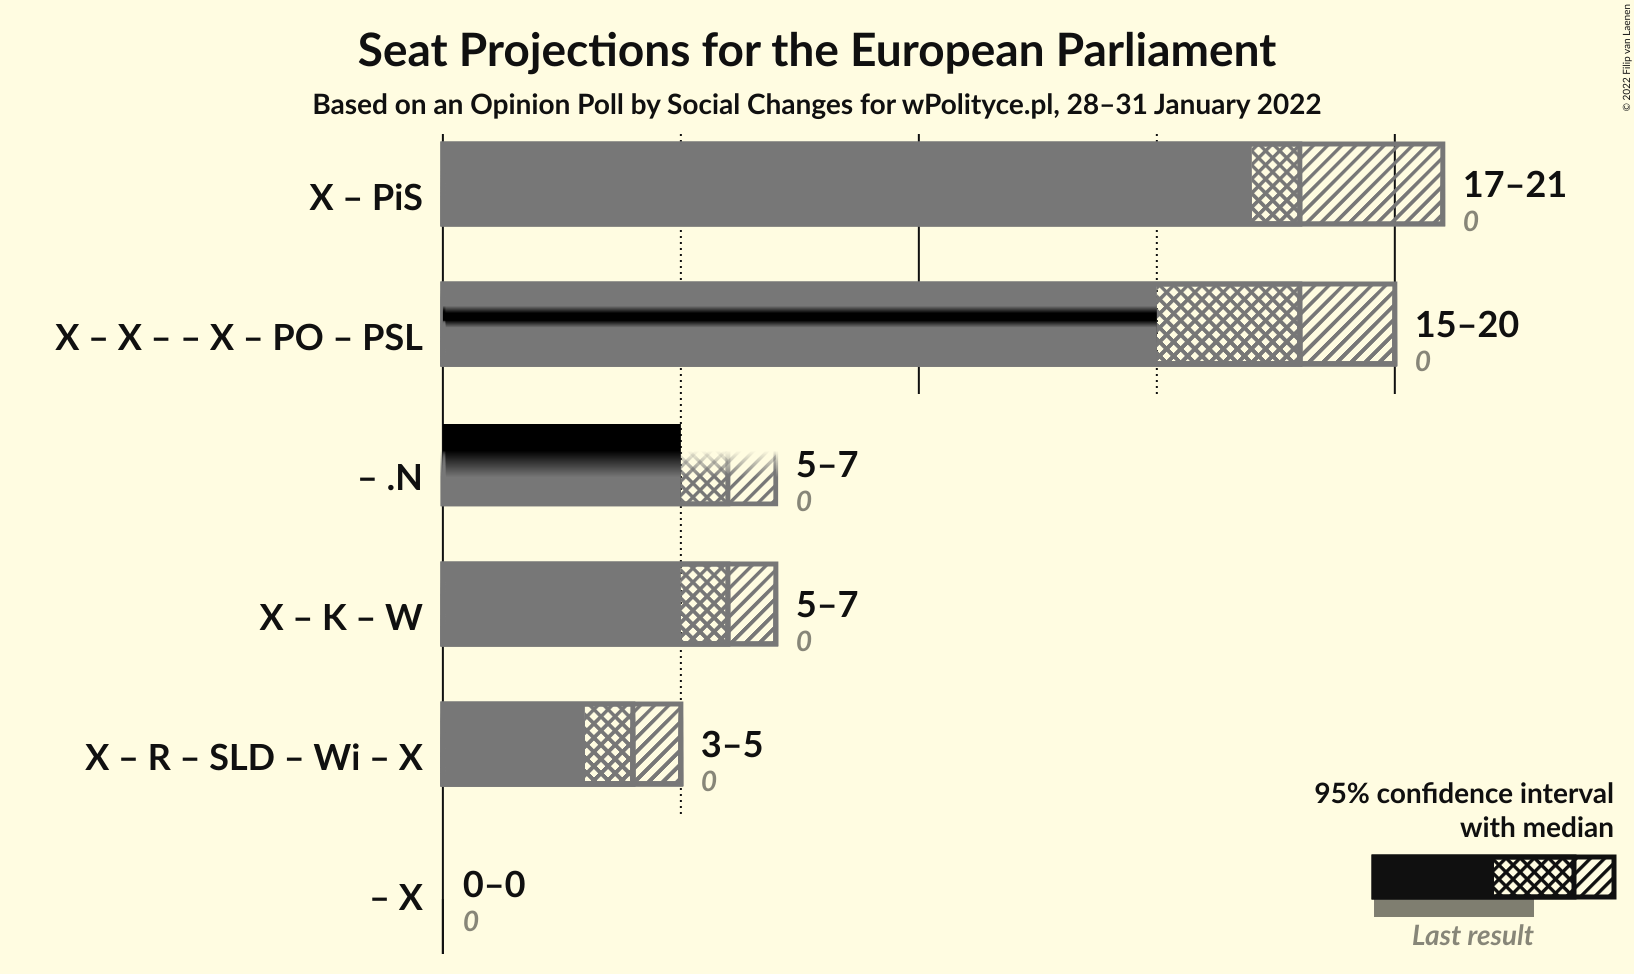 Seat Projections for the European Parliament
Based on an Opinion Poll by Social Changes for wPolityce.pl, 28–31 January 2022
© 2022 Filip van Laenen
X – PiS
17–21
0
X – X – – X – PO – PSL
15–20
0
– .N
5–7
0
X – K – W
5–7
0
X – R – SLD – Wi – X
3–5
0
– X
0–0
0
95% confidence interval
with median
Last result